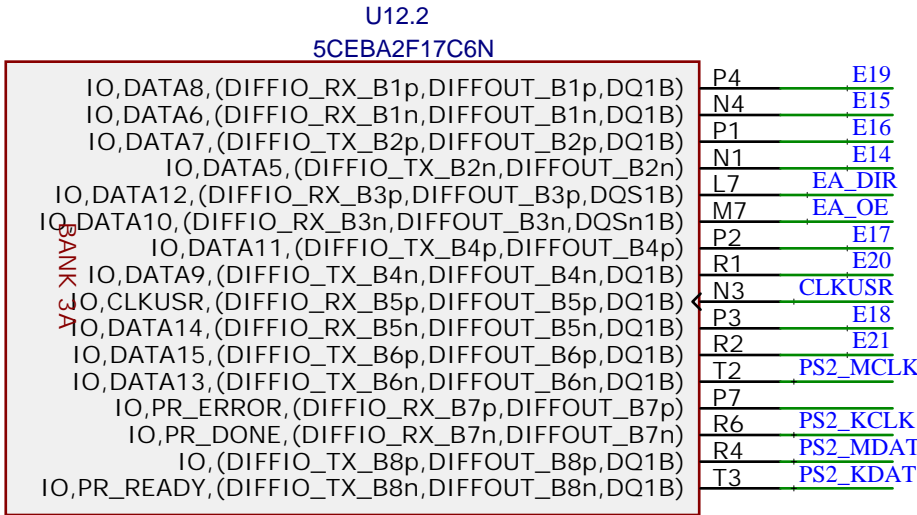 U12.2
5CEBA2F17C6N
IO,DATA8,(DIFFIO_RX_B1p,DIFFOUT_B1p,DQ1B) P4 E19
IO,DATA6,(DIFFIO_RX_B1n,DIFFOUT_B1n,DQ1B) N4 E15
IO,DATA7,(DIFFIO_TX_B2p,DIFFOUT_B2p,DQ1B) P1 E16
IO,DATA5,(DIFFIO_TX_B2n,DIFFOUT_B2n) N1 E14
IO,DATA12,(DIFFIO_RX_B3p,DIFFOUT_B3p,DQS1B) L7 EA_DIR
IO,DATA10,(DIFFIO_RX_B3n,DIFFOUT_B3n,DQSn1B) M7 EA_OE
IO,DATA11,(DIFFIO_TX_B4p,DIFFOUT_B4p) P2 E17
IO,DATA9,(DIFFIO_TX_B4n,DIFFOUT_B4n,DQ1B) R1 E20
IO,CLKUSR,(DIFFIO_RX_B5p,DIFFOUT_B5p,DQ1B) N3 CLKUSR
IO,DATA14,(DIFFIO_RX_B5n,DIFFOUT_B5n,DQ1B) P3 E18
IO,DATA15,(DIFFIO_TX_B6p,DIFFOUT_B6p,DQ1B) R2 E21
IO,DATA13,(DIFFIO_TX_B6n,DIFFOUT_B6n,DQ1B) T2 PS2_MCLK
IO,PR_ERROR,(DIFFIO_RX_B7p,DIFFOUT_B7p) P7
IO,PR_DONE,(DIFFIO_RX_B7n,DIFFOUT_B7n) R6 PS2_KCLK
IO,(DIFFIO_TX_B8p,DIFFOUT_B8p,DQ1B) R4 PS2_MDAT
IO,PR_READY,(DIFFIO_TX_B8n,DIFFOUT_B8n,DQ1B) T3 PS2_KDAT
BANK 3A